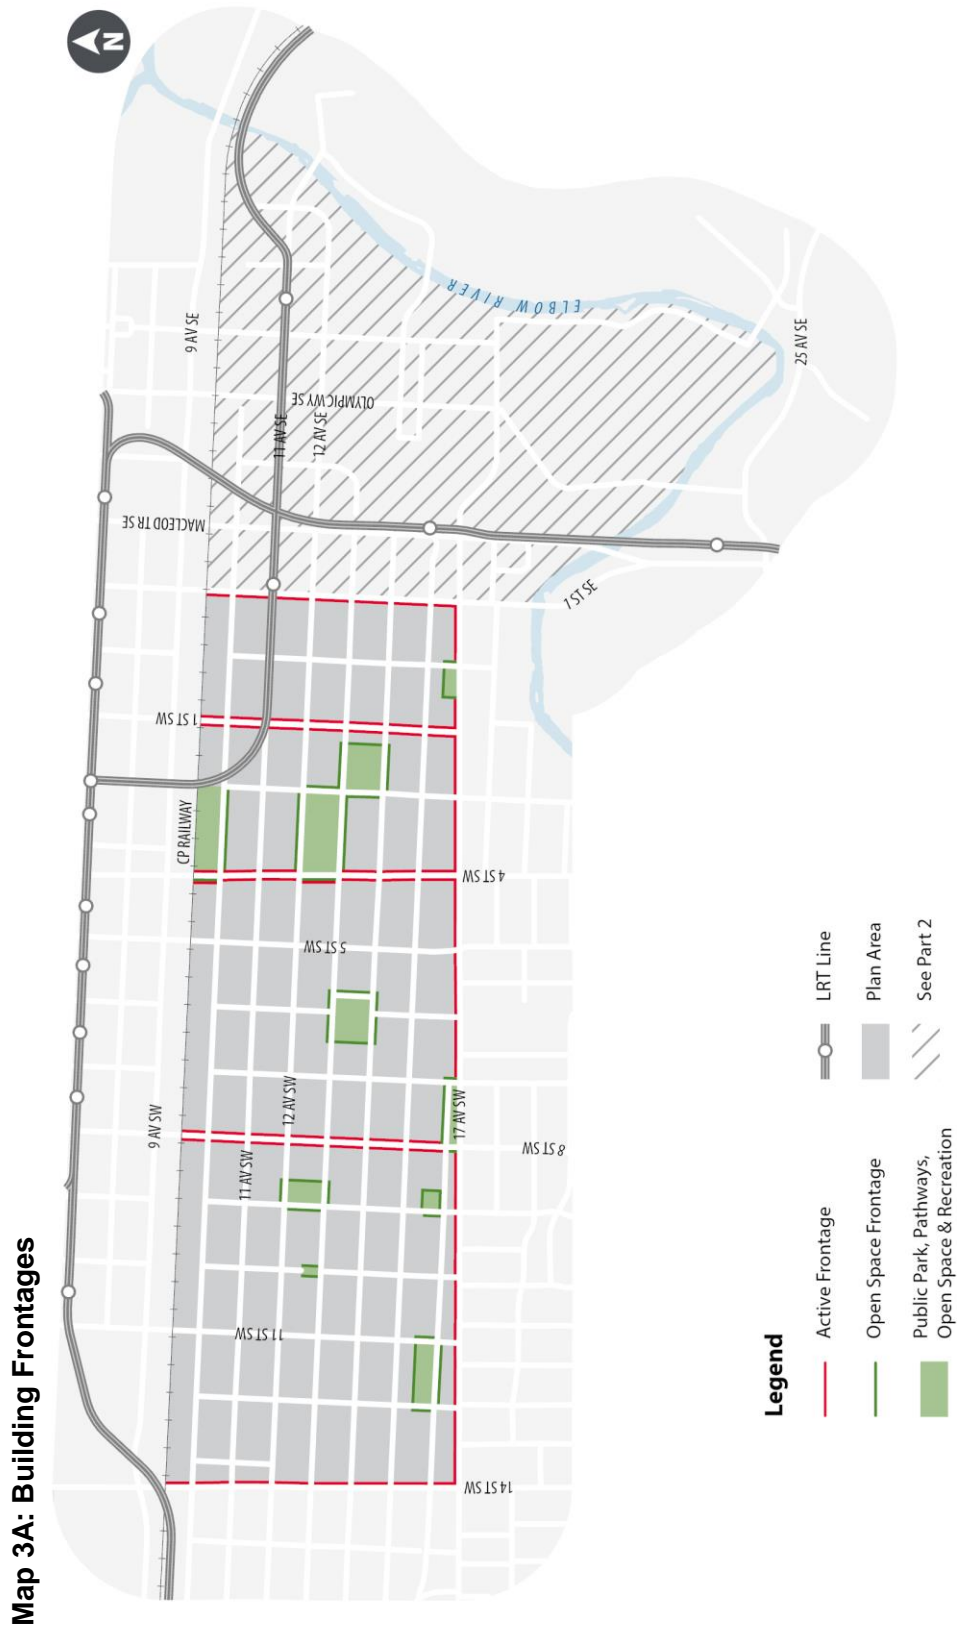 Map 3A: Building Frontages
N
9 AV SE
11 AV SE
12 AV SE
OLYMPIC WY SE
MACLEOD TR SE
ELBOW RIVER
25 AV SE
1 ST SE
1 ST SW
CP RAILWAY
4 ST SW
5 ST SW
9 AV SW
11 AV SW
12 AV SW
17 AV SW
8 ST SW
11 ST SW
14 ST SW
Legend
Active Frontage
Open Space Frontage
Public Park, Pathways,
Open Space & Recreation
LRT Line
Plan Area
See Part 2